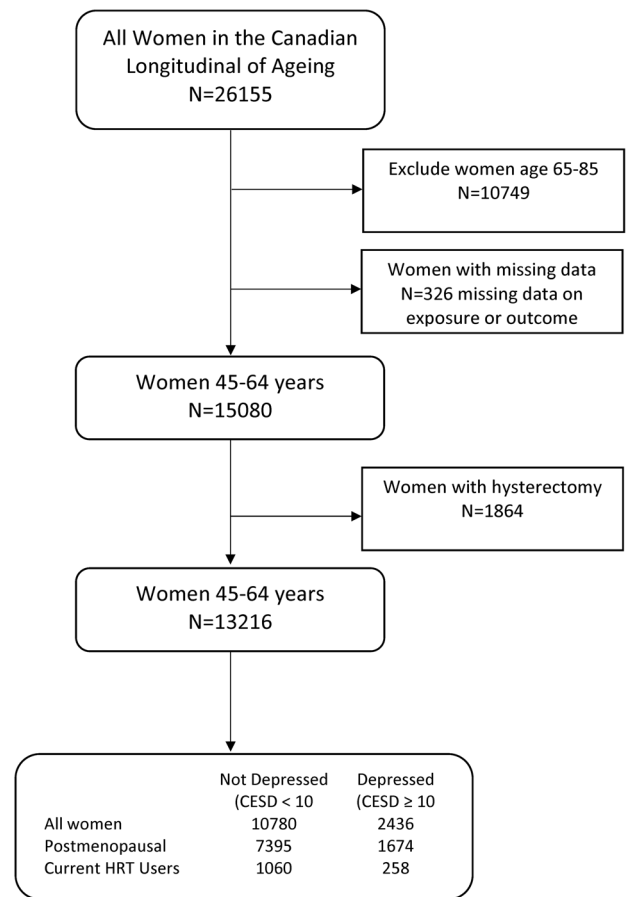 All Women in the Canadian
Longitudinal of Ageing
N=26155
Exclude women age 65-85
N=10749
Women with missing data
N=326 missing data on
exposure or outcome
Women 45-64 years
N=15080
Women with hysterectomy
N=1864
Women 45-64 years
N=13216
Not Depressed Depressed
(CESD < 10 (CESD ≥ 10
All women 10780 2436
Postmenopausal 7395 1674
Current HRT Users 1060 258